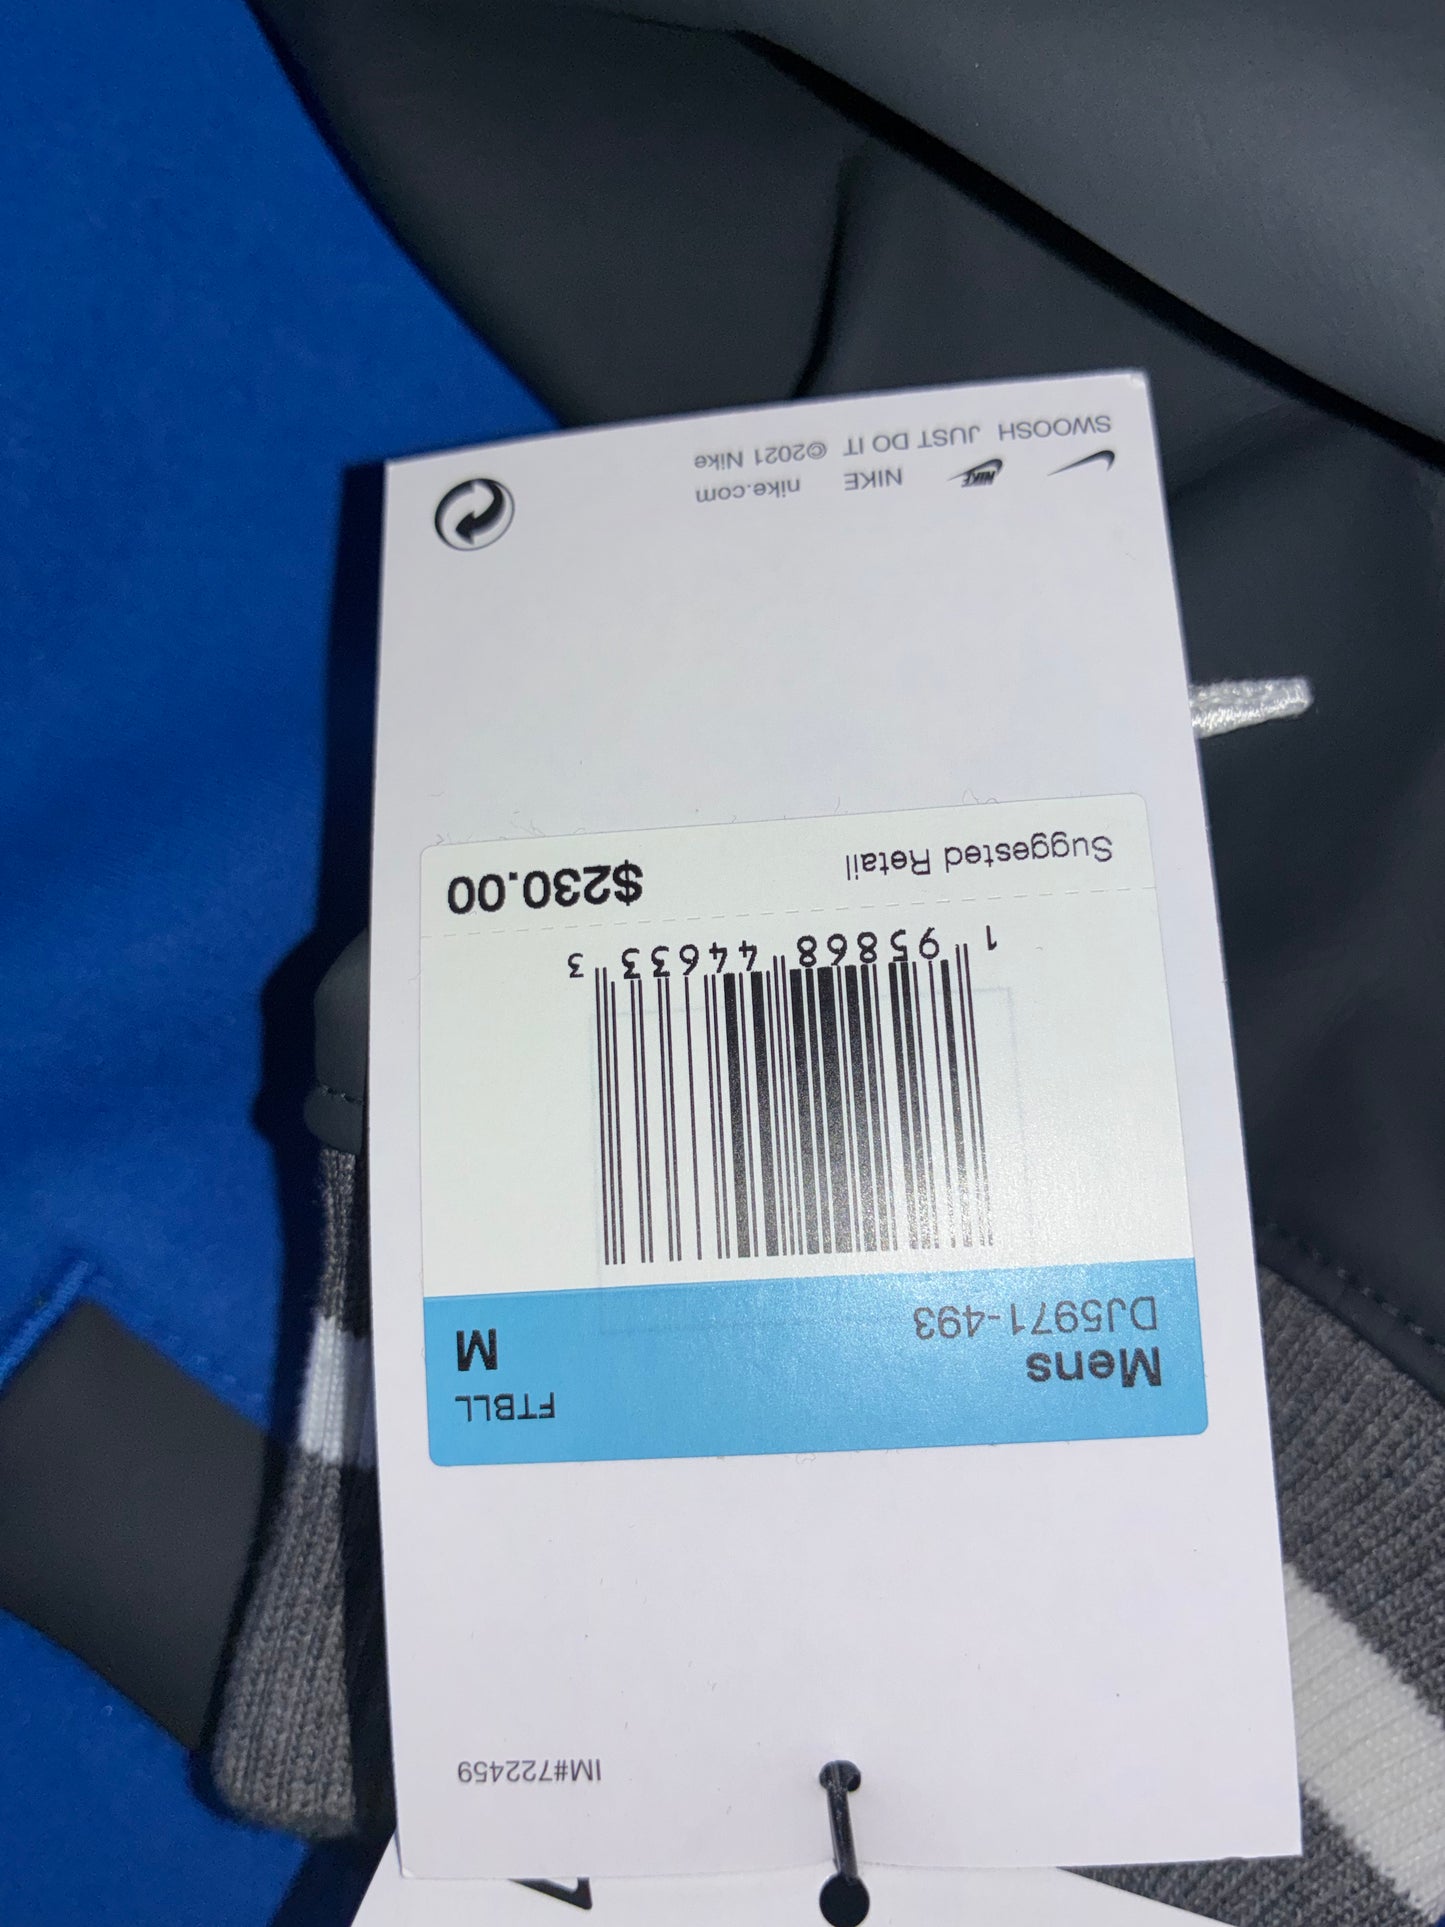 IM#722459
Mens FTBLL
DJ5971-493 M
1 95868 44633 3
Suggested Retail $230.00
NIKE NIKE nike.com
SWOOSH JUST DO IT ©2021 Nike